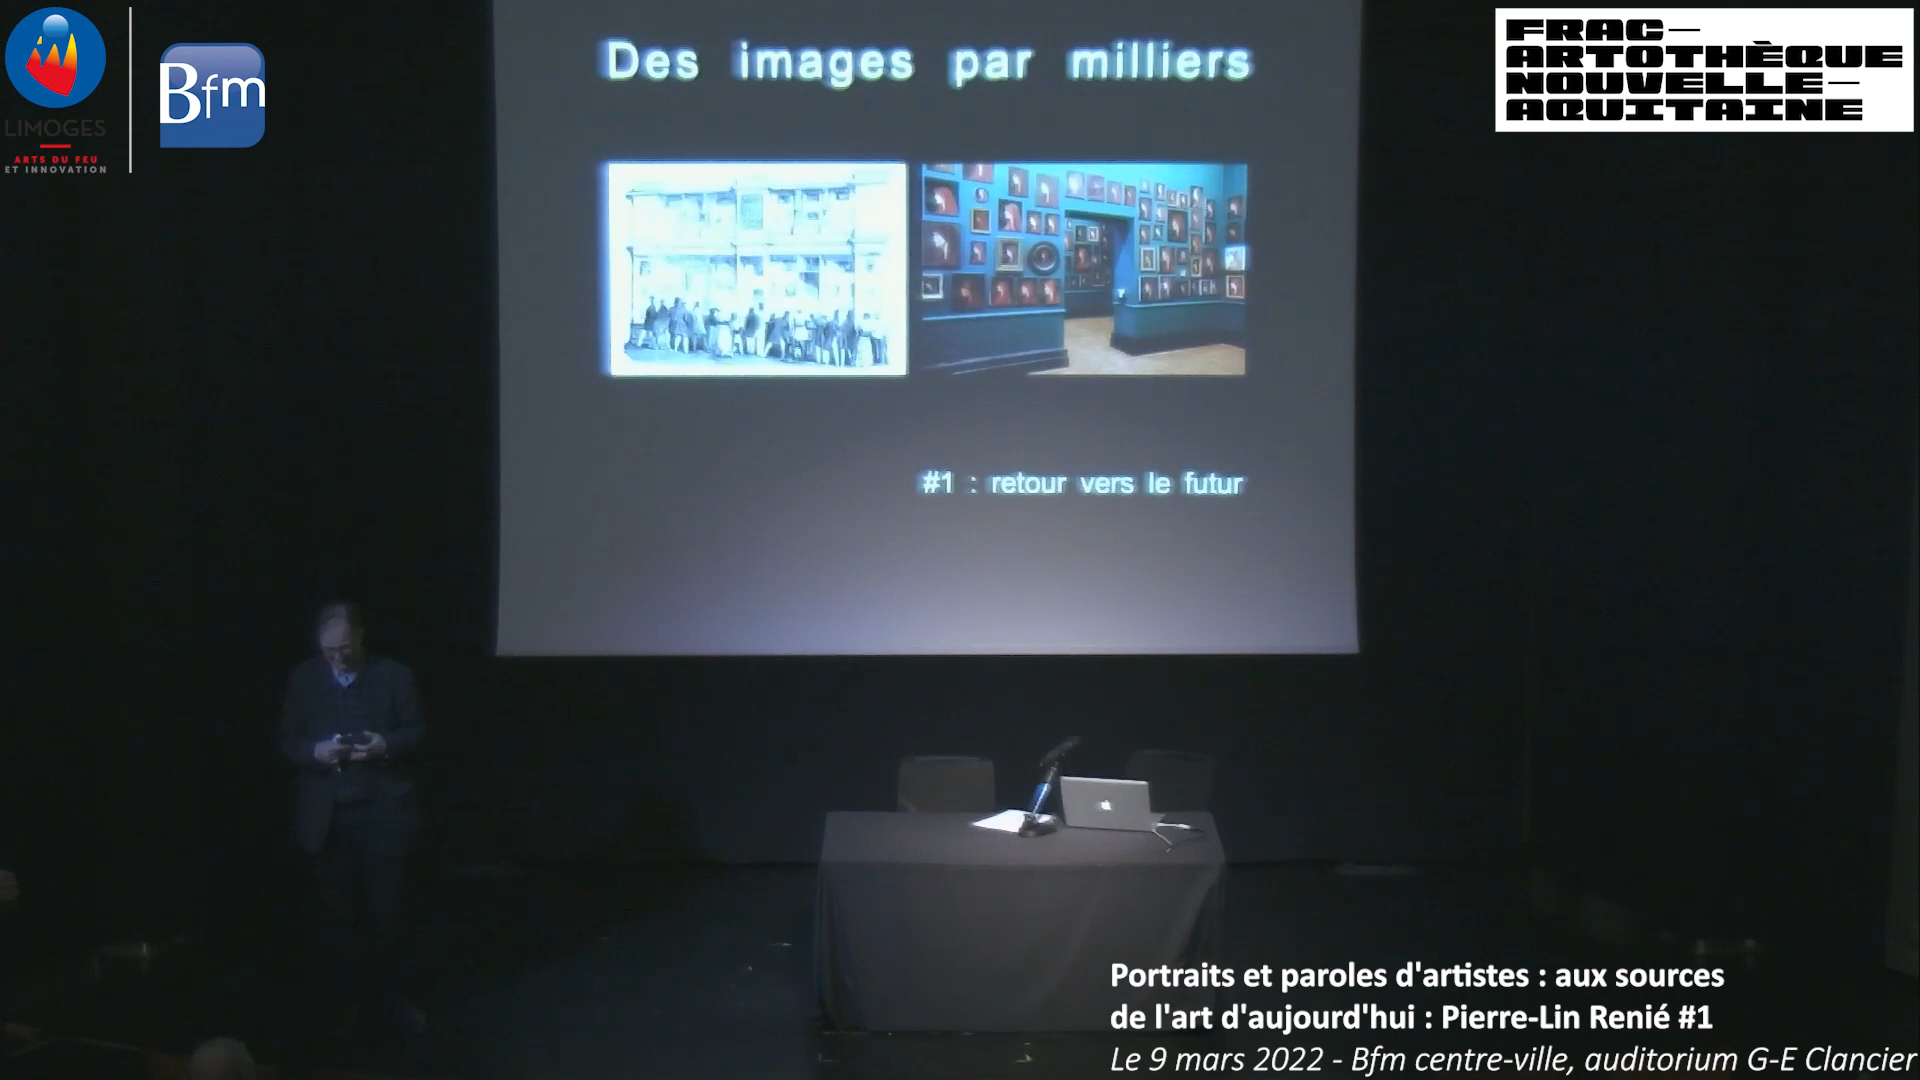 LIMOGES
ARTS DU FEU
ET INNOVATION
Bfm
FRAC—
ARTOTHÈQUE
NOUVELLE—
AQUITAINE
Des images par milliers
#1 : retour vers le futur
Portraits et paroles d'artistes : aux sources
de l'art d'aujourd'hui : Pierre-Lin Renié #1
Le 9 mars 2022 - Bfm centre-ville, auditorium G-E Clancier